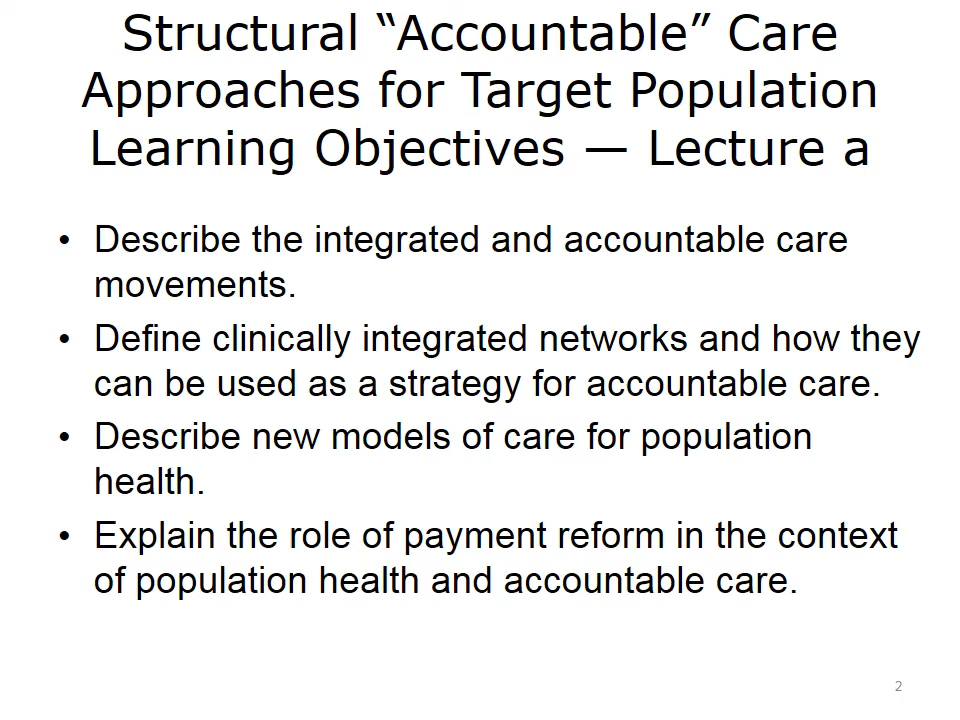 Structural “Accountable” Care
Approaches for Target Population
Learning Objectives — Lecture a
• Describe the integrated and accountable care
movements.
• Define clinically integrated networks and how they
can be used as a strategy for accountable care.
• Describe new models of care for population
health.
• Explain the role of payment reform in the context
of population health and accountable care.
2